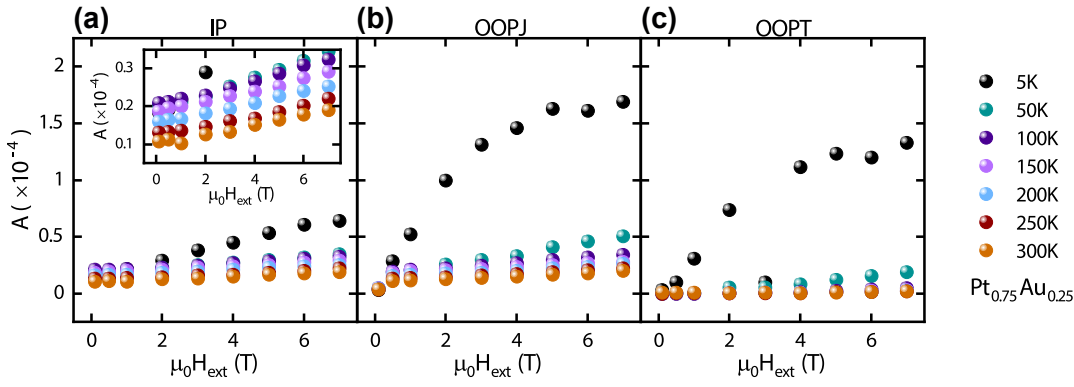 (a) IP (b) OOPJ (c) OOPT
2
1.5
1
0.5
0
A (×10⁻⁴)
0 2 4 6
μ₀Hₑₓₜ (T)
0.3
0.2
0.1
A (×10⁻⁴)
0 2 4 6
μ₀Hₑₓₜ (T)
0 2 4 6
μ₀Hₑₓₜ (T)
0 2 4 6
μ₀Hₑₓₜ (T)
5K
50K
100K
150K
200K
250K
300K
Pt₀.₇₅Au₀.₂₅